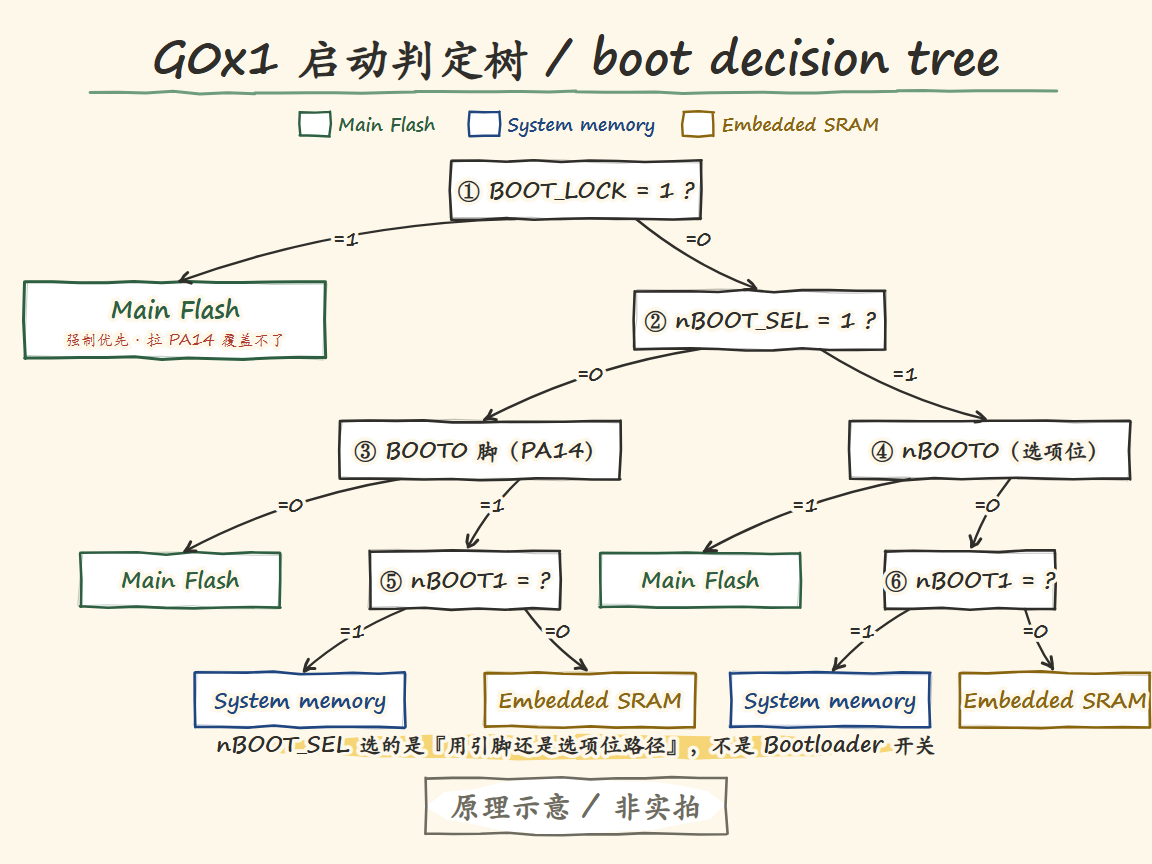 G0x1 启动判定树 / boot decision tree
Main Flash
System memory
Embedded SRAM
① BOOT_LOCK = 1 ?
=1
=0
Main Flash
强制优先 · 拉 PA14 覆盖不了
② nBOOT_SEL = 1 ?
=0
=1
③ BOOT0 脚（PA14）
④ nBOOT0（选项位）
=0
=1
=1
=0
Main Flash
⑤ nBOOT1 = ?
Main Flash
⑥ nBOOT1 = ?
=1
=0
=1
=0
System memory
Embedded SRAM
System memory
Embedded SRAM
nBOOT_SEL 选的是『用引脚还是选项位路径』，不是 Bootloader 开关
原理示意 / 非实拍